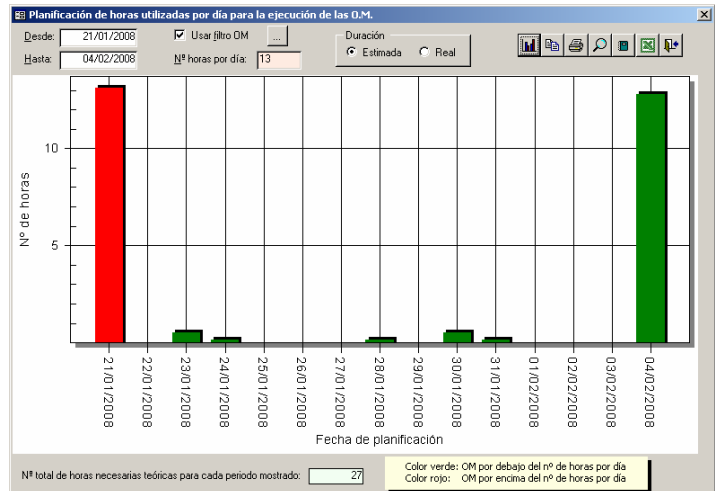 Planificación de horas utilizadas por día para la ejecución de las O.M.
Desde: 21/01/2008
Usar filtro OM ...
Duración
Hasta: 04/02/2008
Nº horas por día: 13
Estimada Real
Nº de horas
10
5
21/01/2008
22/01/2008
23/01/2008
24/01/2008
25/01/2008
26/01/2008
27/01/2008
28/01/2008
29/01/2008
30/01/2008
31/01/2008
01/02/2008
02/02/2008
03/02/2008
04/02/2008
Fecha de planificación
Nº total de horas necesarias teóricas para cada periodo mostrado: 27
Color verde: OM por debajo del nº de horas por día
Color rojo: OM por encima del nº de horas por día